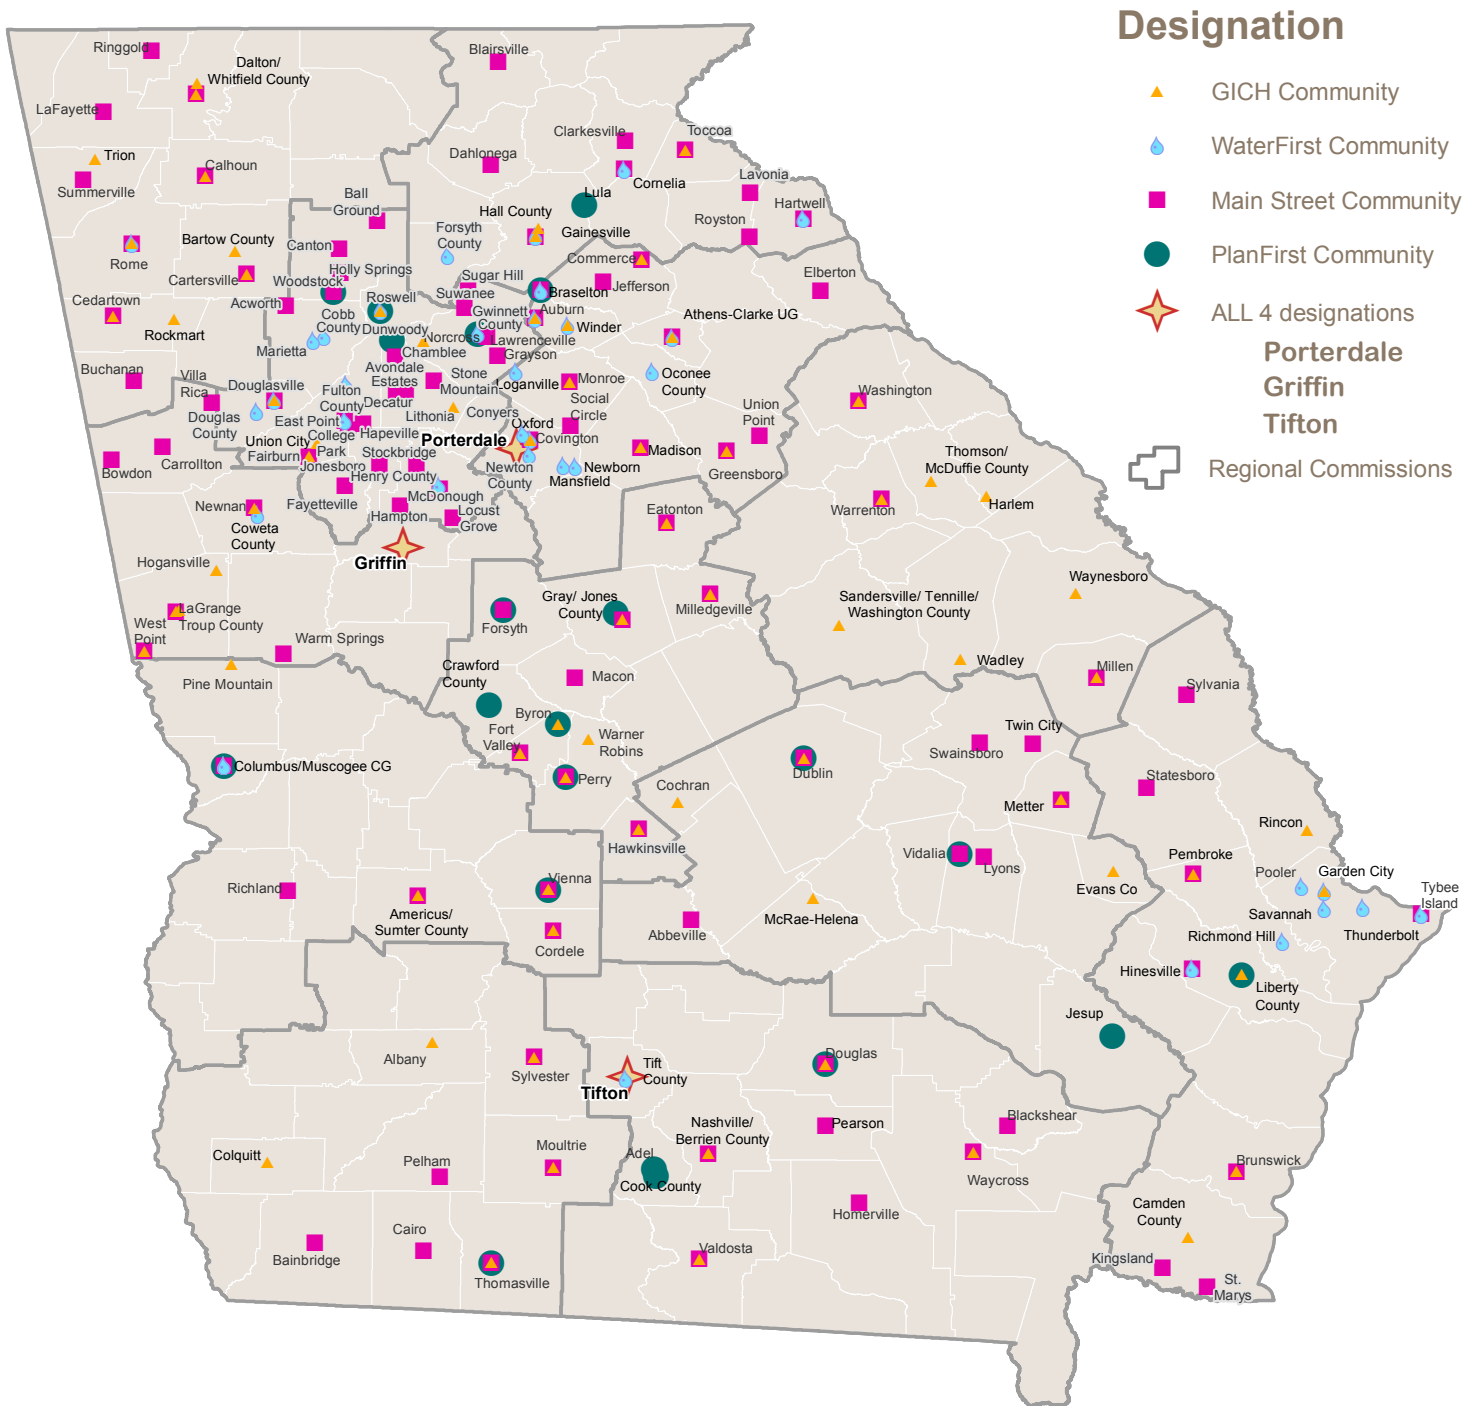 Designation
GICH Community
WaterFirst Community
Main Street Community
PlanFirst Community
ALL 4 designations
Porterdale
Griffin
Tifton
Regional Commissions
Ringgold
Blairsville
Dalton/
Whitfield County
LaFayette
Clarkesville
Toccoa
Trion
Calhoun
Dahlonega
Summerville
Cornelia
Lavonia
Lula
Hartwell
Ball
Ground
Hall County
Royston
Forsyth
County
Gainesville
Bartow County
Canton
Rome
Commerce
Holly Springs
Cartersville
Woodstock
Sugar Hill
Elberton
Jefferson
Cedartown
Acworth
Roswell
Suwanee
Braselton
Auburn
Gwinnett
County
Athens-Clarke UG
Rockmart
Cobb
County
Dunwoody
Norcross
Winder
Lawrenceville
Marietta
Chamblee
Grayson
Buchanan
Villa
Rica
Avondale
Estates
Stone
Mountain
Oconee
County
Douglasville
Fulton
County
Loganville
Monroe
Washington
Decatur
Social
Circle
Douglas
County
Lithonia
Conyers
Union
Point
East Point
Oxford
College
Park
Hapeville
Porterdale
Covington
Union City
Fairburn
Stockbridge
Madison
Thomson/
McDuffie County
Carrollton
Bowdon
Jonesboro
Newton
County
Newborn
Greensboro
Henry County
Mansfield
Fayetteville
McDonough
Harlem
Newnan
Warrenton
Hampton
Locust
Grove
Eatonton
Coweta
County
Hogansville
Griffin
Waynesboro
Gray/ Jones
County
Sandersville/ Tennille/
Washington County
LaGrange
Troup County
Milledgeville
West
Point
Forsyth
Warm Springs
Wadley
Crawford
County
Millen
Pine Mountain
Macon
Sylvania
Byron
Fort
Valley
Warner
Robins
Twin City
Swainsboro
Columbus/Muscogee CG
Dublin
Perry
Statesboro
Cochran
Metter
Rincon
Hawkinsville
Vidalia
Lyons
Pembroke
Vienna
Pooler
Garden City
Richland
Evans Co
Tybee
Island
Americus/
Sumter County
McRae-Helena
Savannah
Abbeville
Richmond Hill
Thunderbolt
Cordele
Hinesville
Liberty
County
Jesup
Albany
Douglas
Tift
County
Sylvester
Tifton
Blackshear
Nashville/
Berrien County
Pearson
Moultrie
Adel
Colquitt
Pelham
Brunswick
Waycross
Cook County
Camden
County
Homerville
Cairo
Valdosta
Bainbridge
Kingsland
Thomasville
St.
Marys